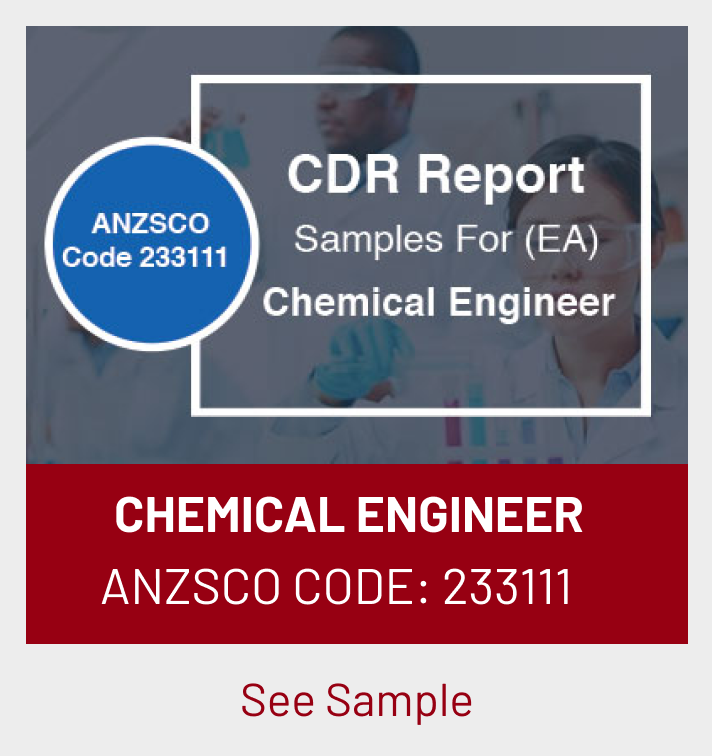 ANZSCO
Code 233111
CDR Report
Samples For (EA)
Chemical Engineer
CHEMICAL ENGINEER
ANZSCO CODE: 233111
See Sample